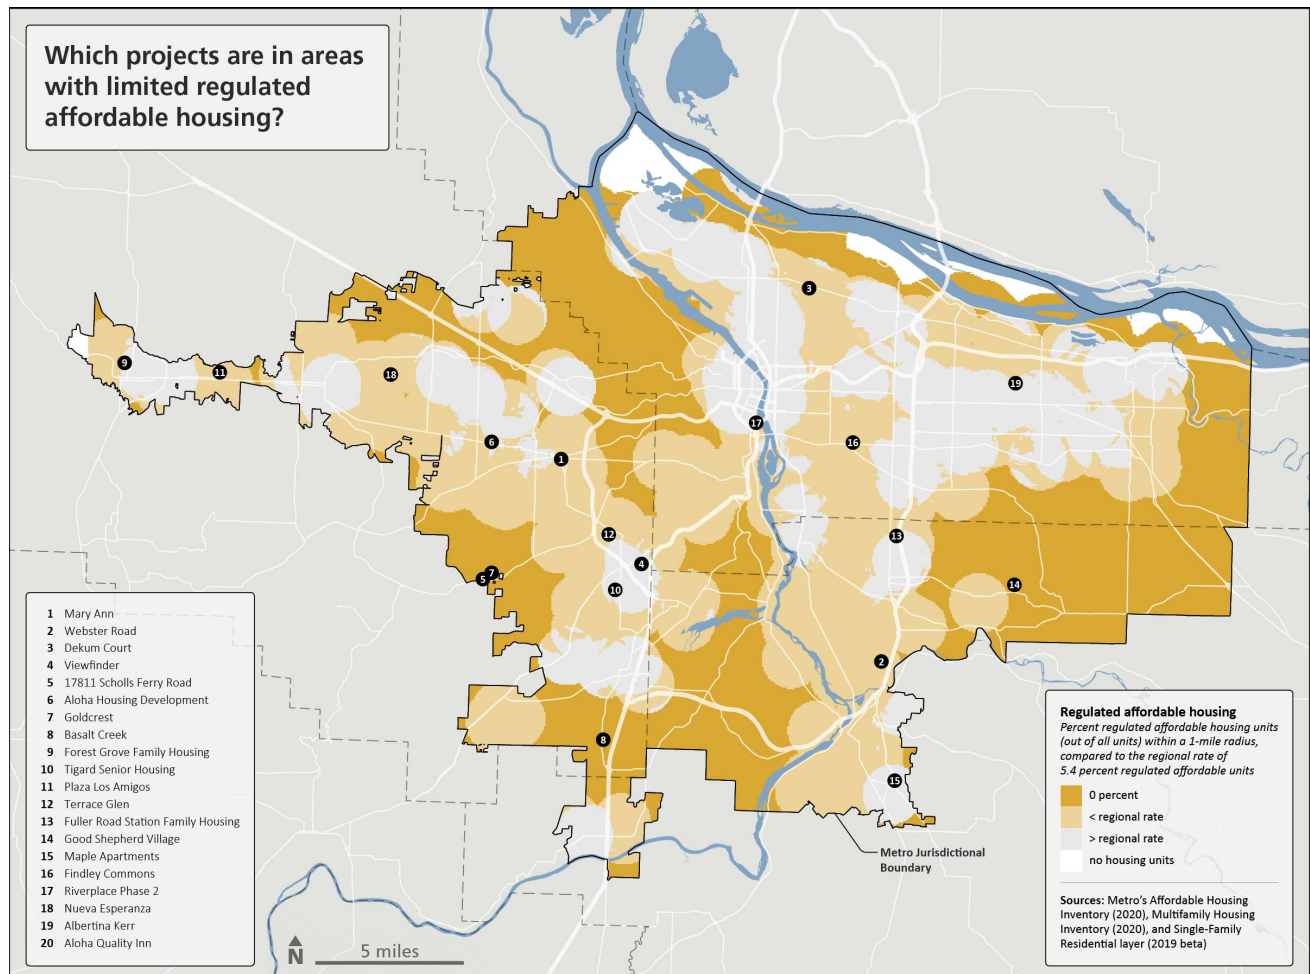 Which projects are in areas
with limited regulated
affordable housing?
3
9
11
18
19
17
16
6
1
12
13
4
7
5
10
14
2
8
15
1 Mary Ann
2 Webster Road
3 Dekum Court
4 Viewfinder
5 17811 Scholls Ferry Road
6 Aloha Housing Development
7 Goldcrest
8 Basalt Creek
9 Forest Grove Family Housing
10 Tigard Senior Housing
11 Plaza Los Amigos
12 Terrace Glen
13 Fuller Road Station Family Housing
14 Good Shepherd Village
15 Maple Apartments
16 Findley Commons
17 Riverplace Phase 2
18 Nueva Esperanza
19 Albertina Kerr
20 Aloha Quality Inn
N
5 miles
Metro Jurisdictional
Boundary
Regulated affordable housing
Percent regulated affordable housing units
(out of all units) within a 1-mile radius,
compared to the regional rate of
5.4 percent regulated affordable units
0 percent
< regional rate
> regional rate
no housing units
Sources: Metro's Affordable Housing
Inventory (2020), Multifamily Housing
Inventory (2020), and Single-Family
Residential layer (2019 beta)